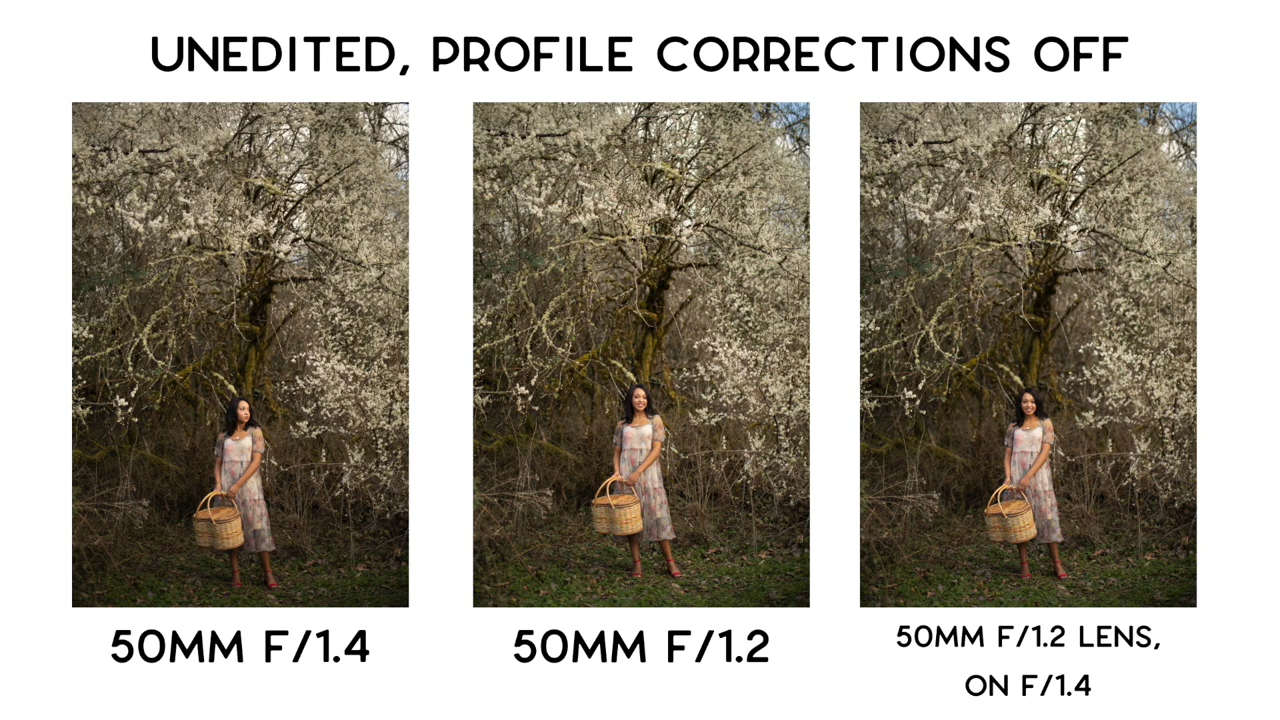 UNEDITED, PROFILE CORRECTIONS OFF
50MM F/1.4
50MM F/1.2
50MM F/1.2 LENS,
ON F/1.4